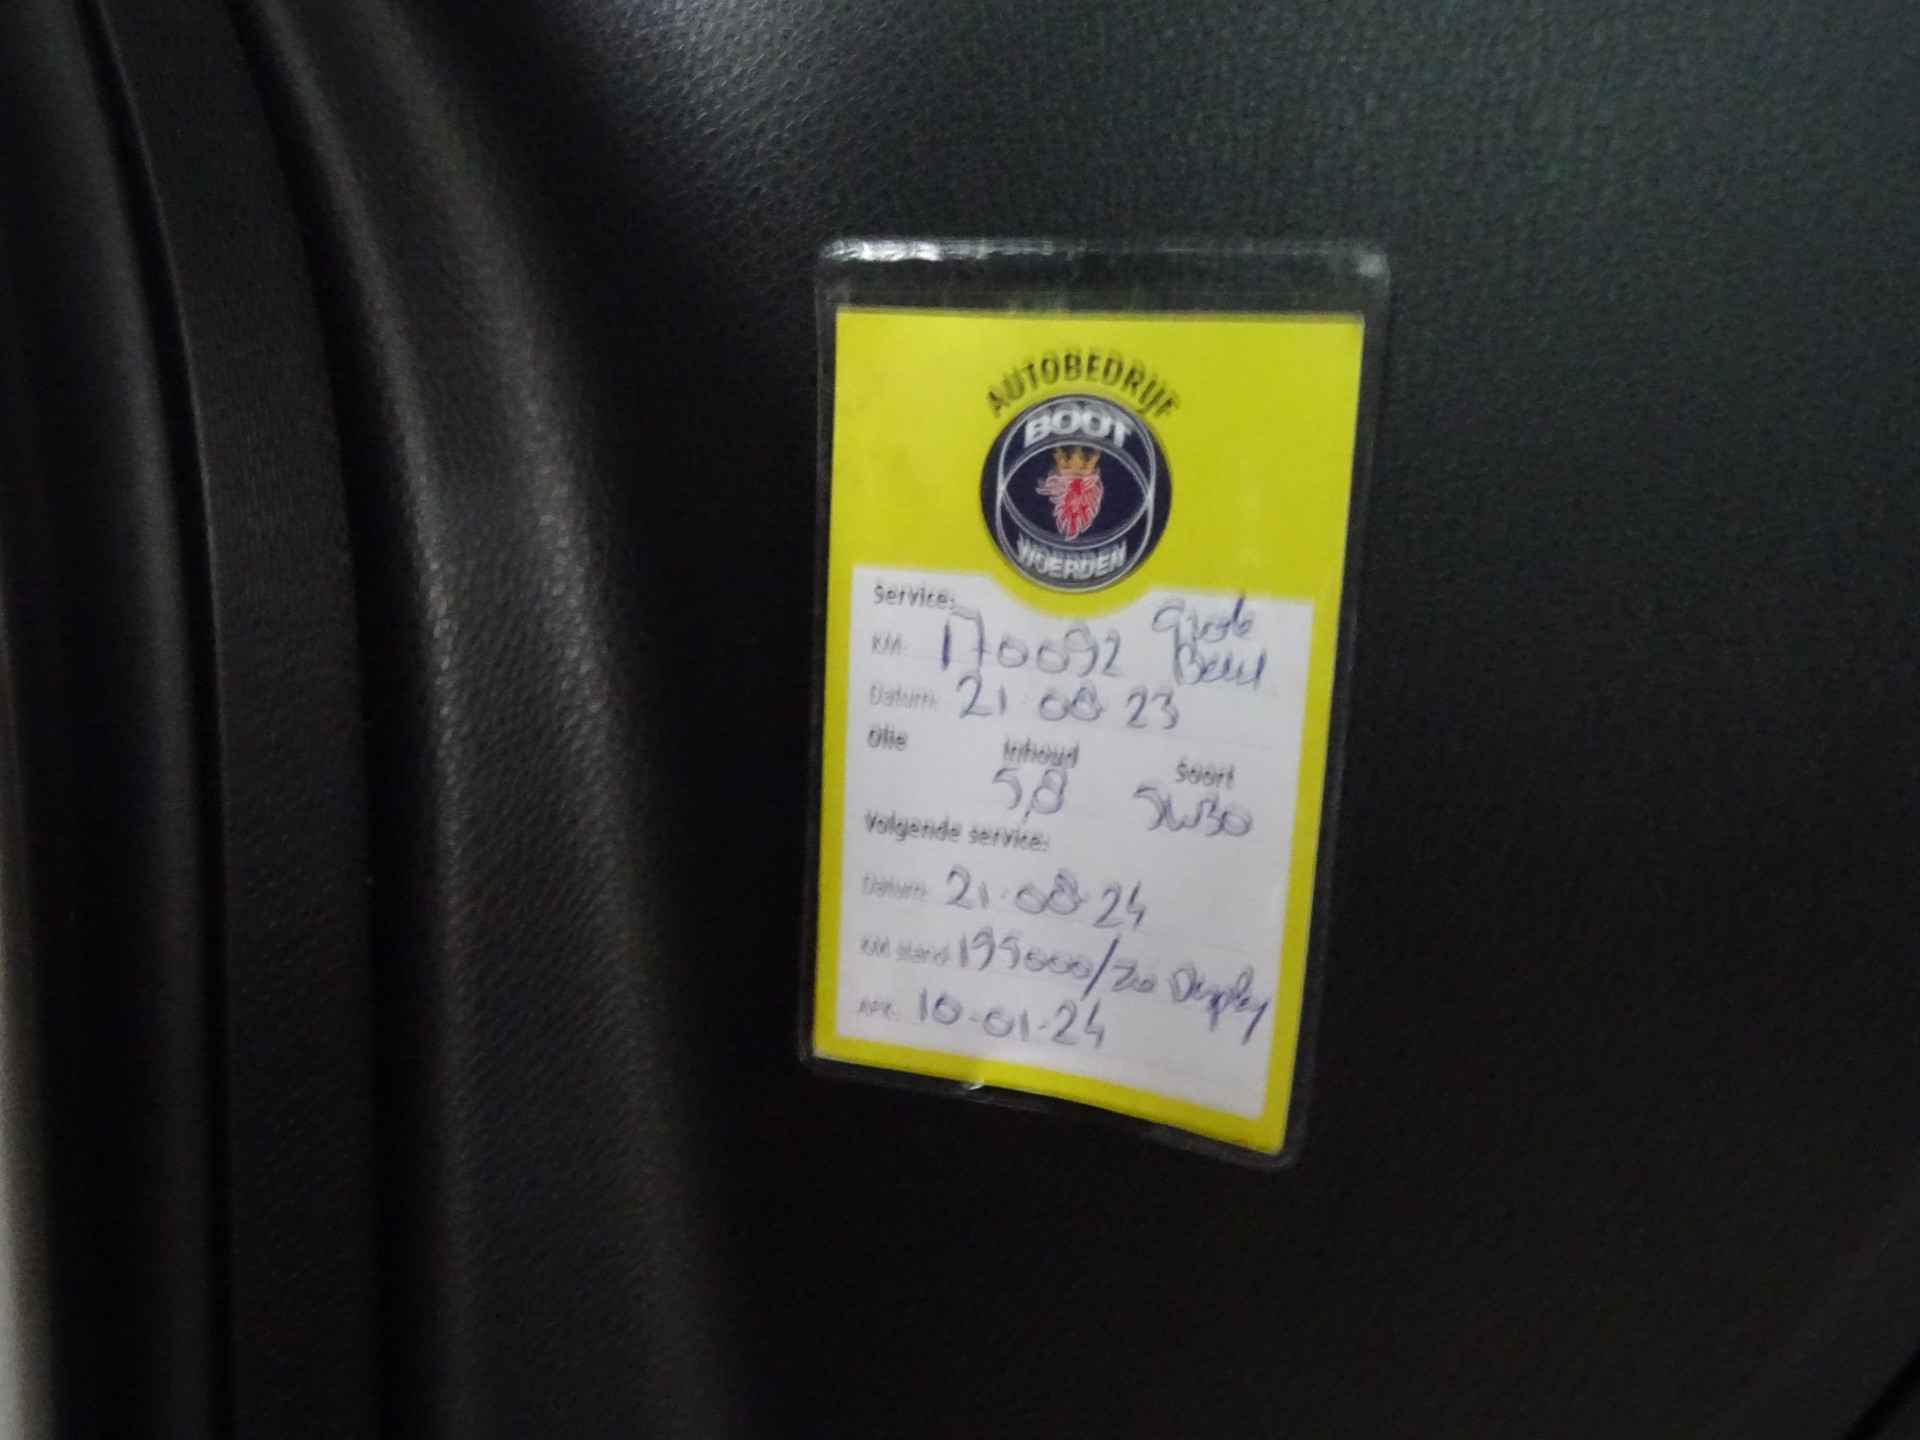 AUTOBEDRIJF
BOOT
WOERDEN
Service:
KM: 170092 Grote Beurt
Datum: 21 08 23
Olie Inhoud Soort
5,8 5W30
Volgende service:
Datum: 21-08-24
KM stand: 195000/Zie Display
APK: 10-01-24